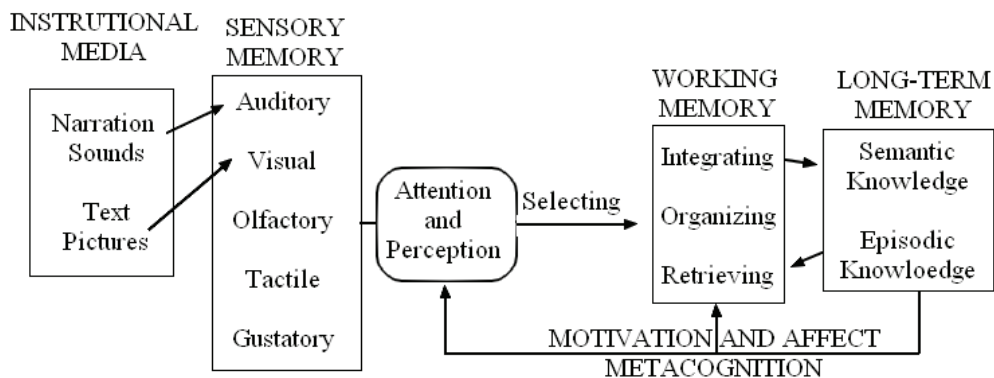 INSTRUTIONAL
MEDIA
Narration
Sounds
Text
Pictures
SENSORY
MEMORY
Auditory
Visual
Olfactory
Tactile
Gustatory
Attention
and
Perception
Selecting
WORKING
MEMORY
Integrating
Organizing
Retrieving
LONG-TERM
MEMORY
Semantic
Knowledge
Episodic
Knowloedge
MOTIVATION AND AFFECT
METACOGNITION